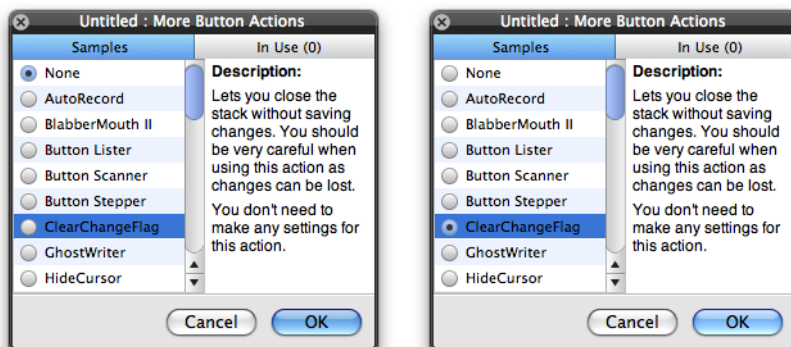 Untitled : More Button Actions
Samples
In Use (0)
None
AutoRecord
BlabberMouth II
Button Lister
Button Scanner
Button Stepper
ClearChangeFlag
GhostWriter
HideCursor
Description:
Lets you close the
stack without saving
changes. You should
be very careful when
using this action as
changes can be lost.
You don't need to
make any settings for
this action.
Cancel
OK
Untitled : More Button Actions
Samples
In Use (0)
None
AutoRecord
BlabberMouth II
Button Lister
Button Scanner
Button Stepper
ClearChangeFlag
GhostWriter
HideCursor
Description:
Lets you close the
stack without saving
changes. You should
be very careful when
using this action as
changes can be lost.
You don't need to
make any settings for
this action.
Cancel
OK